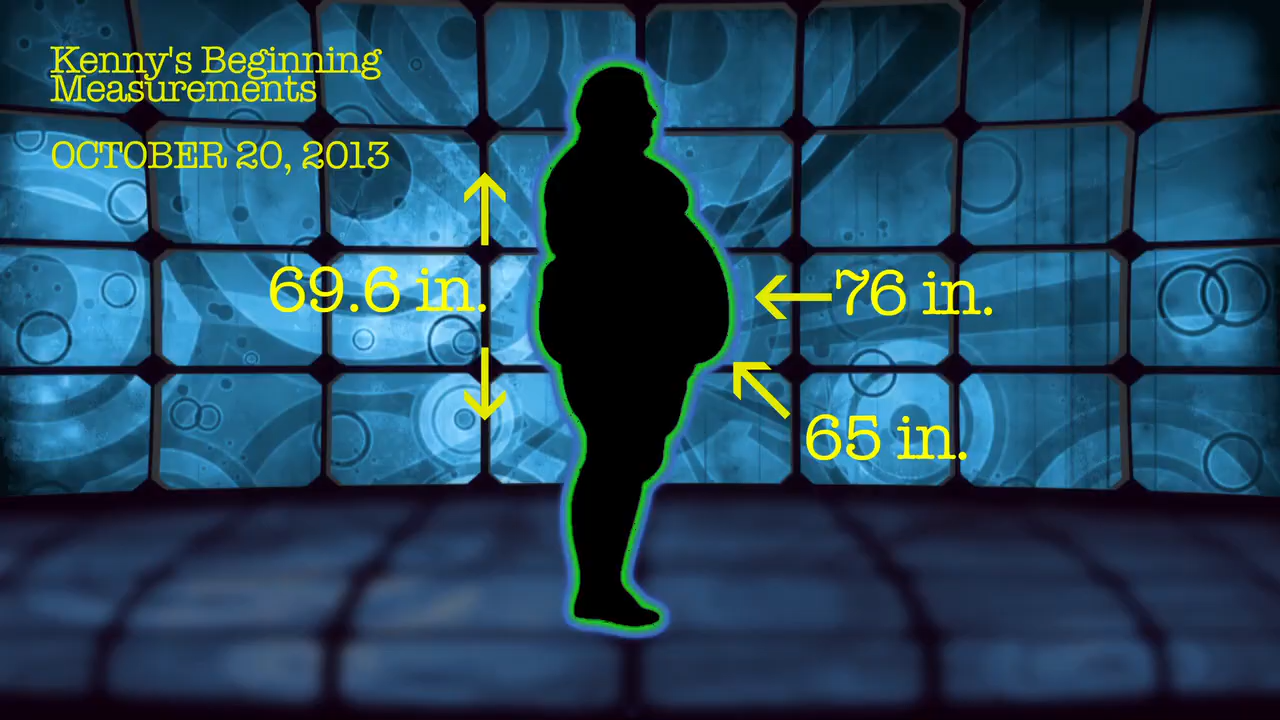 Kenny's Beginning
Measurements
OCTOBER 20, 2013
69.6 in.
76 in.
65 in.